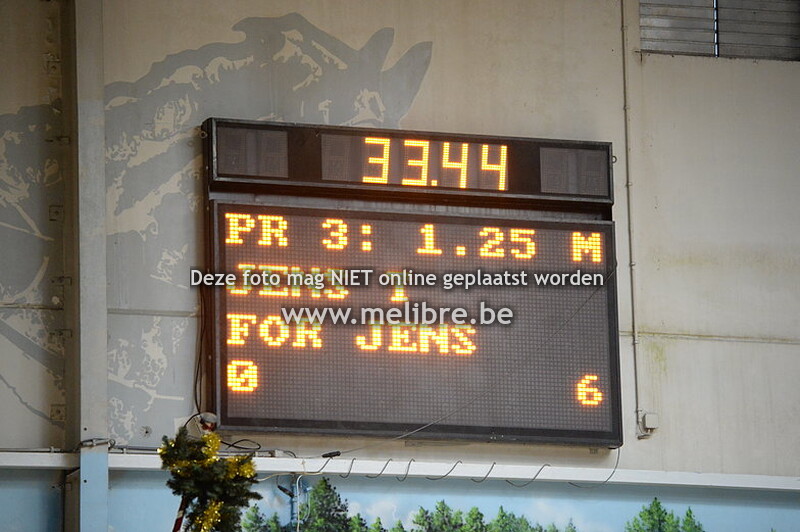 33.44
PR 3: 1.25 M
JENS T
Deze foto mag NIET online geplaatst worden
www.melibre.be
FOR JENS
0 6